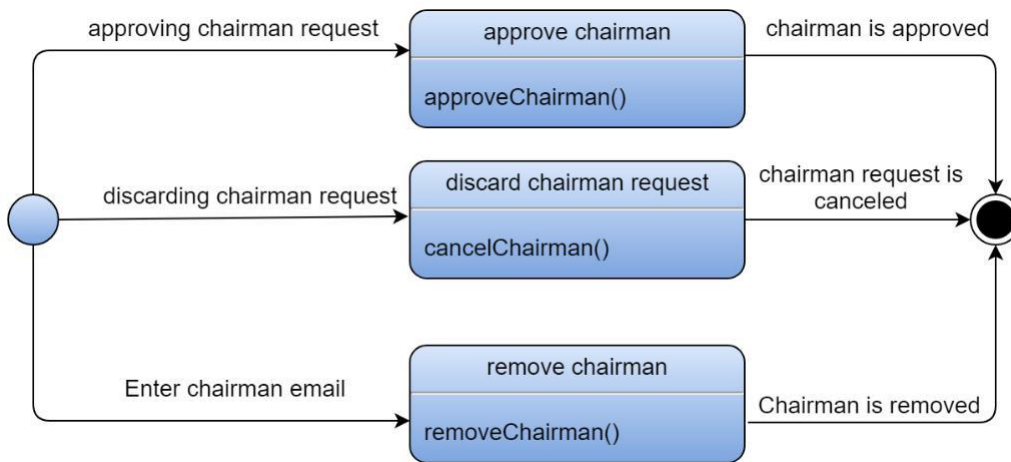 approving chairman request
approve chairman
chairman is approved
approveChairman()
discarding chairman request
discard chairman request
chairman request is
canceled
cancelChairman()
Enter chairman email
remove chairman
Chairman is removed
removeChairman()